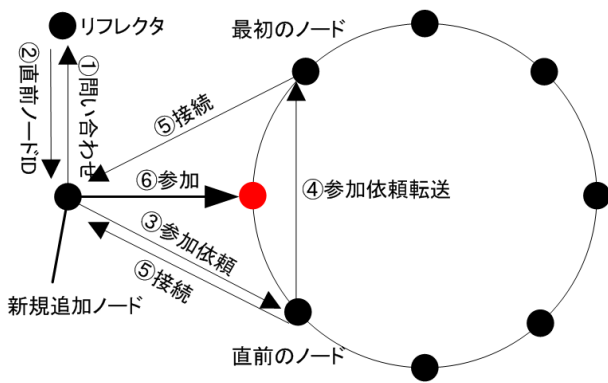 リフレクタ
最初のノード
①問い合わせ
②直前ノードID
⑤接続
⑥参加
④参加依頼転送
③参加依頼
⑤接続
新規追加ノード
直前のノード